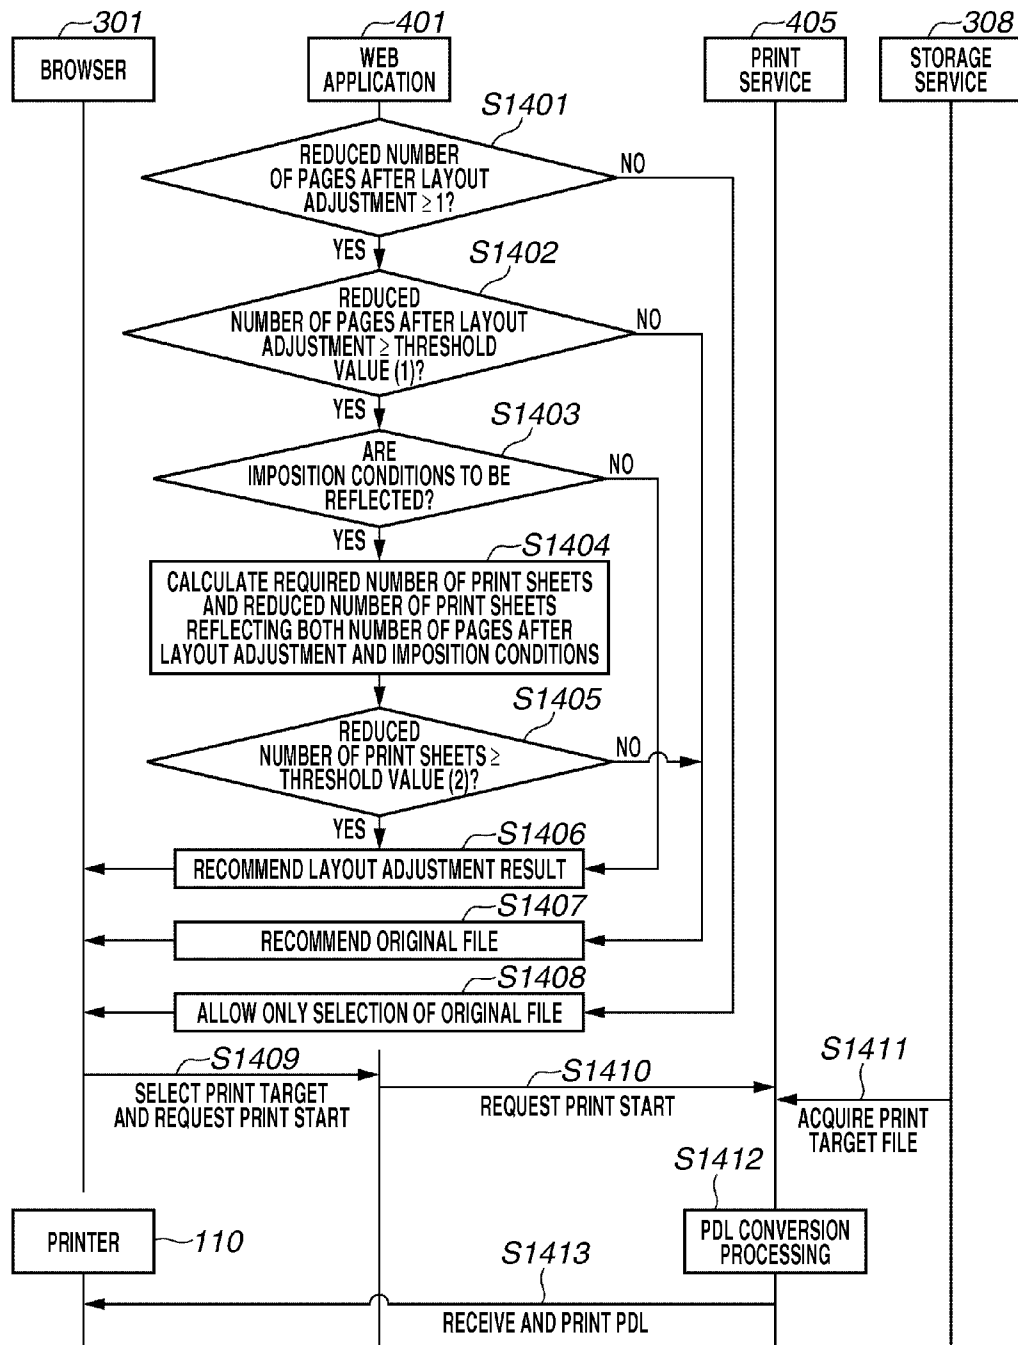 301
401
405
308
BROWSER
WEB
APPLICATION
PRINT
SERVICE
STORAGE
SERVICE
S1401
REDUCED NUMBER
OF PAGES AFTER LAYOUT
ADJUSTMENT ≥ 1?
NO
YES
S1402
REDUCED
NUMBER OF PAGES AFTER LAYOUT
ADJUSTMENT ≥ THRESHOLD
VALUE (1)?
NO
YES
S1403
ARE
IMPOSITION CONDITIONS TO BE
REFLECTED?
NO
YES
S1404
CALCULATE REQUIRED NUMBER OF PRINT SHEETS
AND REDUCED NUMBER OF PRINT SHEETS
REFLECTING BOTH NUMBER OF PAGES AFTER
LAYOUT ADJUSTMENT AND IMPOSITION CONDITIONS
S1405
REDUCED
NUMBER OF PRINT SHEETS ≥
THRESHOLD VALUE (2)?
NO
YES
S1406
RECOMMEND LAYOUT ADJUSTMENT RESULT
S1407
RECOMMEND ORIGINAL FILE
S1408
ALLOW ONLY SELECTION OF ORIGINAL FILE
S1409
SELECT PRINT TARGET
AND REQUEST PRINT START
S1410
REQUEST PRINT START
S1411
ACQUIRE PRINT
TARGET FILE
S1412
PDL CONVERSION
PROCESSING
PRINTER
110
S1413
RECEIVE AND PRINT PDL